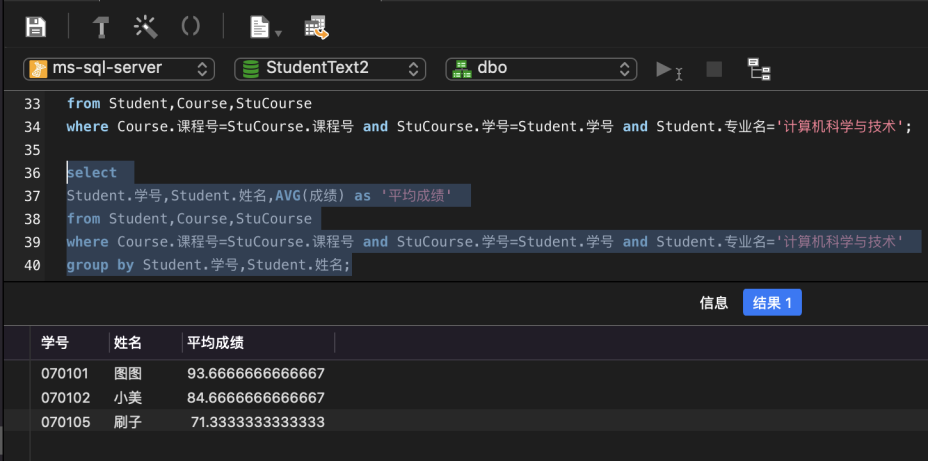 ms-sql-server StudentText2 dbo
33 from Student,Course,StuCourse
34 where Course.课程号=StuCourse.课程号 and StuCourse.学号=Student.学号 and Student.专业名='计算机科学与技术';
35
36 select
37 Student.学号,Student.姓名,AVG(成绩) as '平均成绩'
38 from Student,Course,StuCourse
39 where Course.课程号=StuCourse.课程号 and StuCourse.学号=Student.学号 and Student.专业名='计算机科学与技术'
40 group by Student.学号,Student.姓名;
信息 结果 1
学号 姓名 平均成绩
070101 图图 93.6666666666667
070102 小美 84.6666666666667
070105 刷子 71.3333333333333